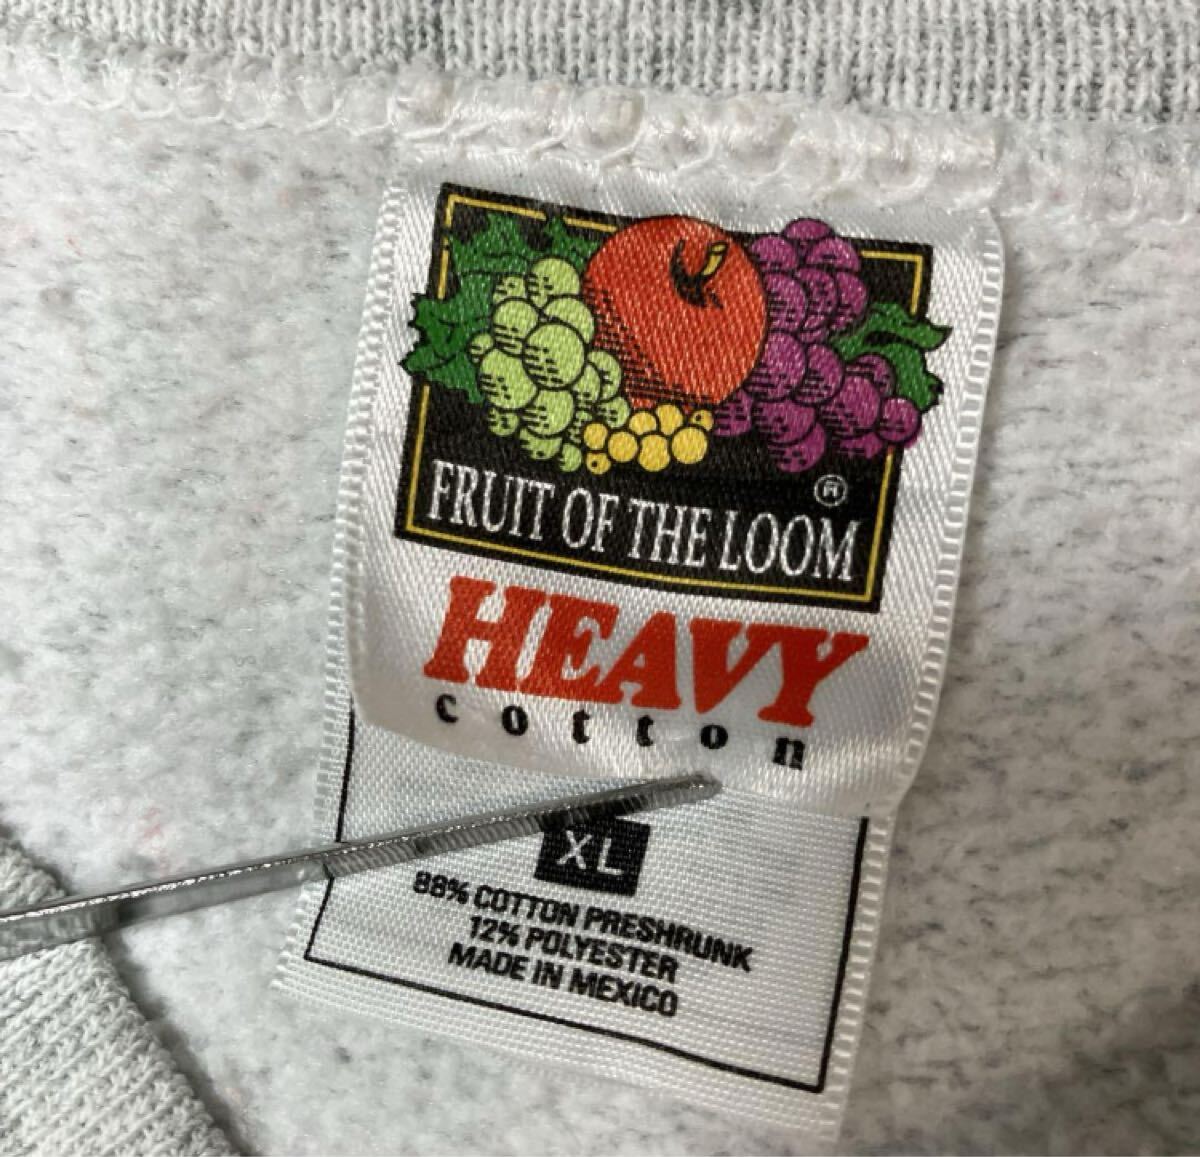 FRUIT OF THE LOOM ®
HEAVY
cotton
XL
88% COTTON PRESHRUNK
12% POLYESTER
MADE IN MEXICO